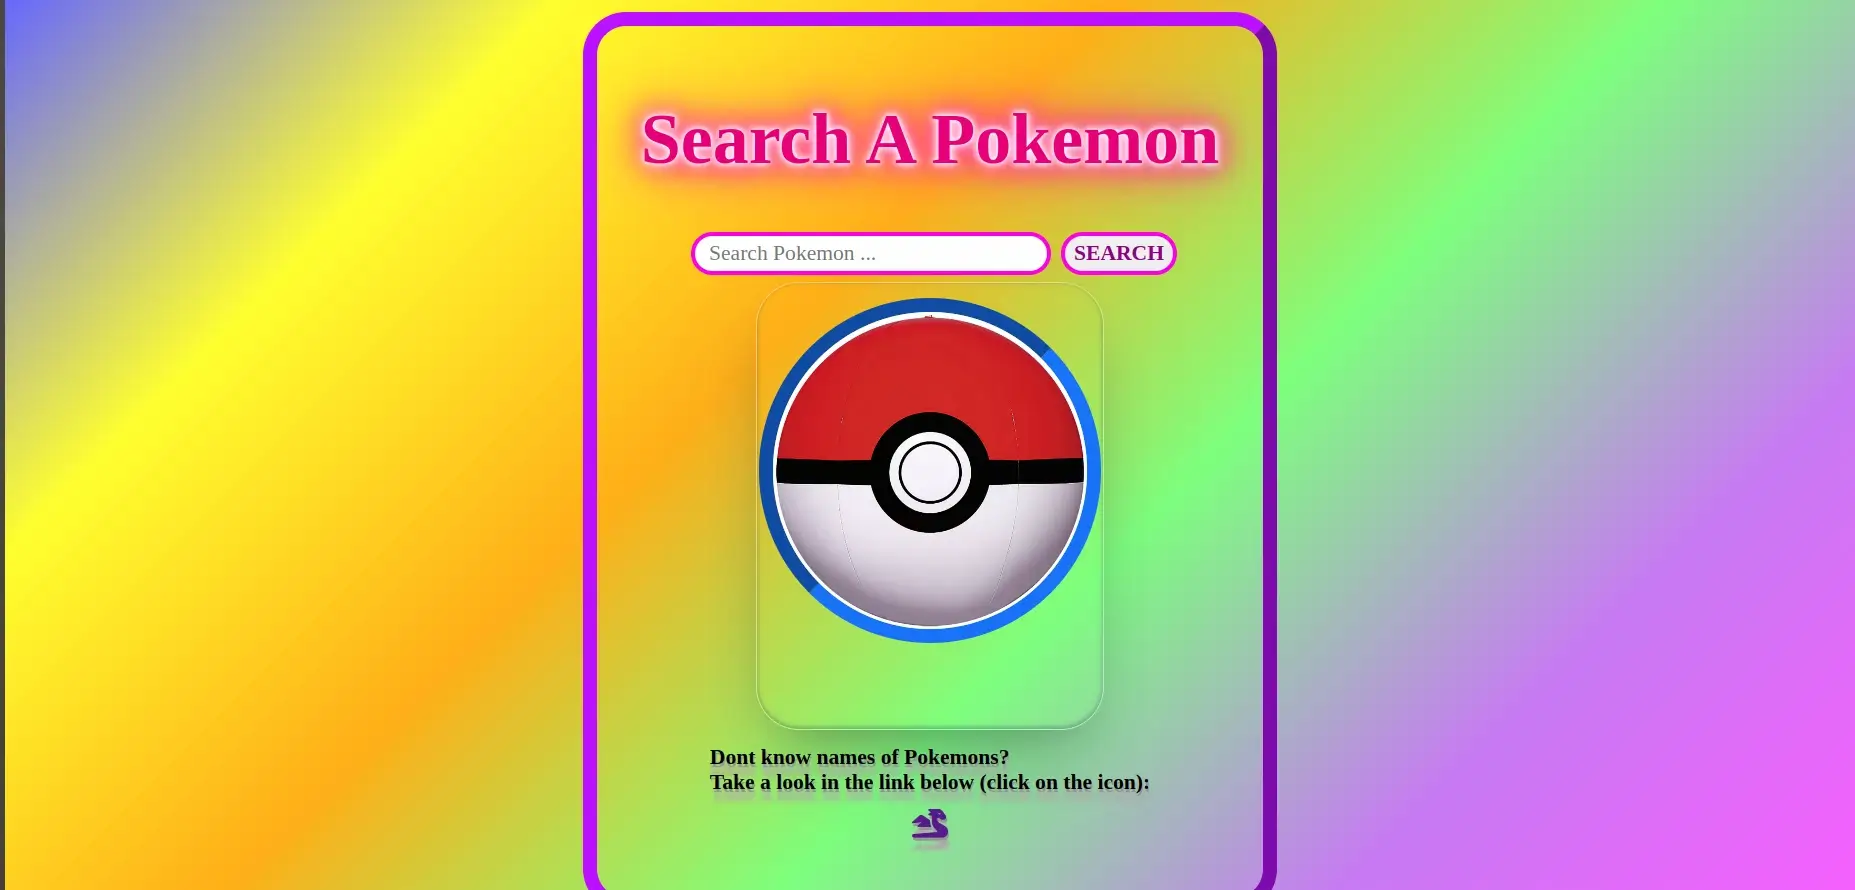 Search A Pokemon
Search Pokemon ...
SEARCH
Dont know names of Pokemons?
Take a look in the link below (click on the icon):